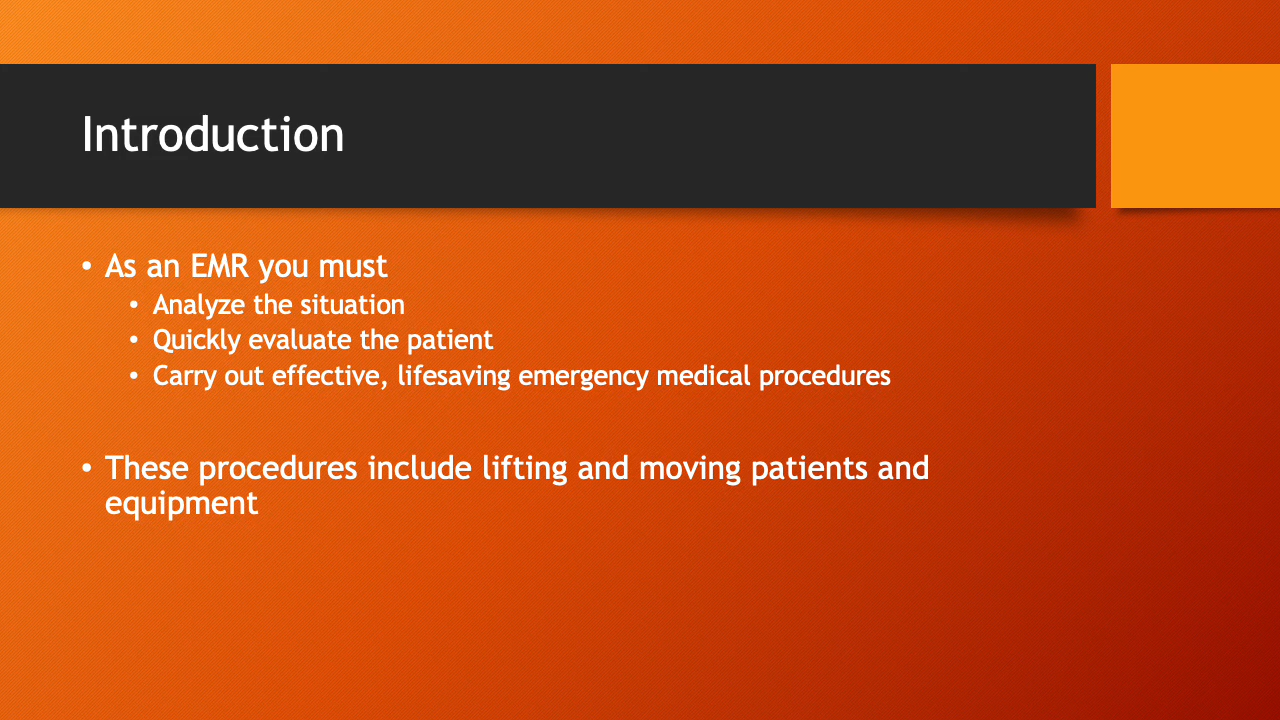 Introduction
• As an EMR you must
• Analyze the situation
• Quickly evaluate the patient
• Carry out effective, lifesaving emergency medical procedures
• These procedures include lifting and moving patients and
equipment